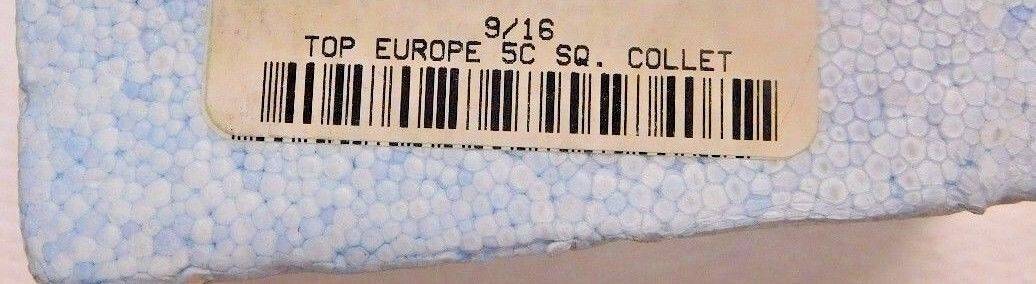 9/16
TOP EUROPE 5C SQ. COLLET